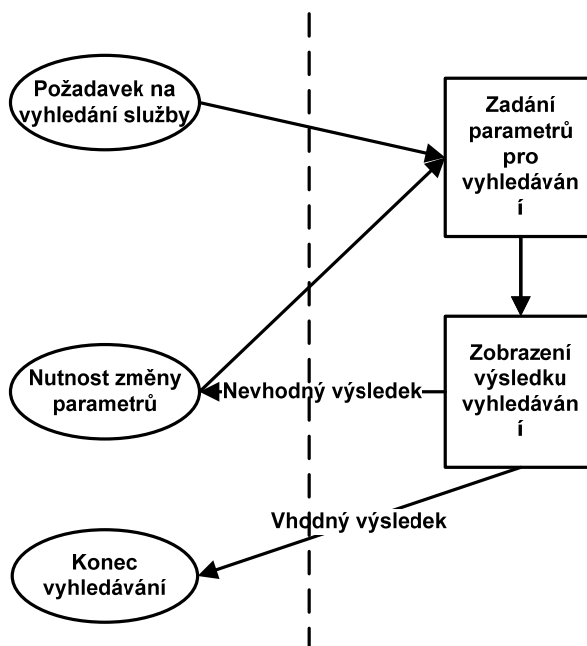 Požadavek na
vyhledání služby
Zadání
parametrů
pro
vyhledáván
í
Nutnost změny
parametrů
Nevhodný výsledek
Zobrazení
výsledku
vyhledáván
í
Vhodný výsledek
Konec
vyhledávání